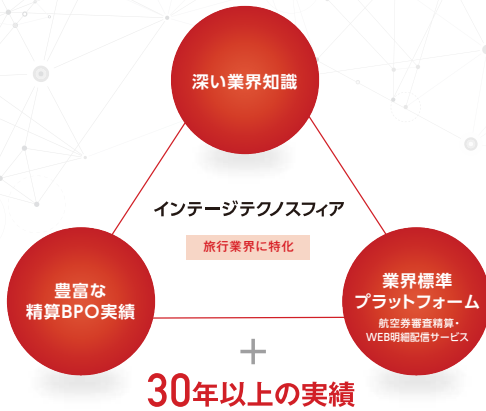 深い業界知識
インテージテクノスフィア
旅行業界に特化
豊富な
精算BPO実績
業界標準
プラットフォーム
航空券審査精算・
WEB明細配信サービス
＋
30年以上の実績